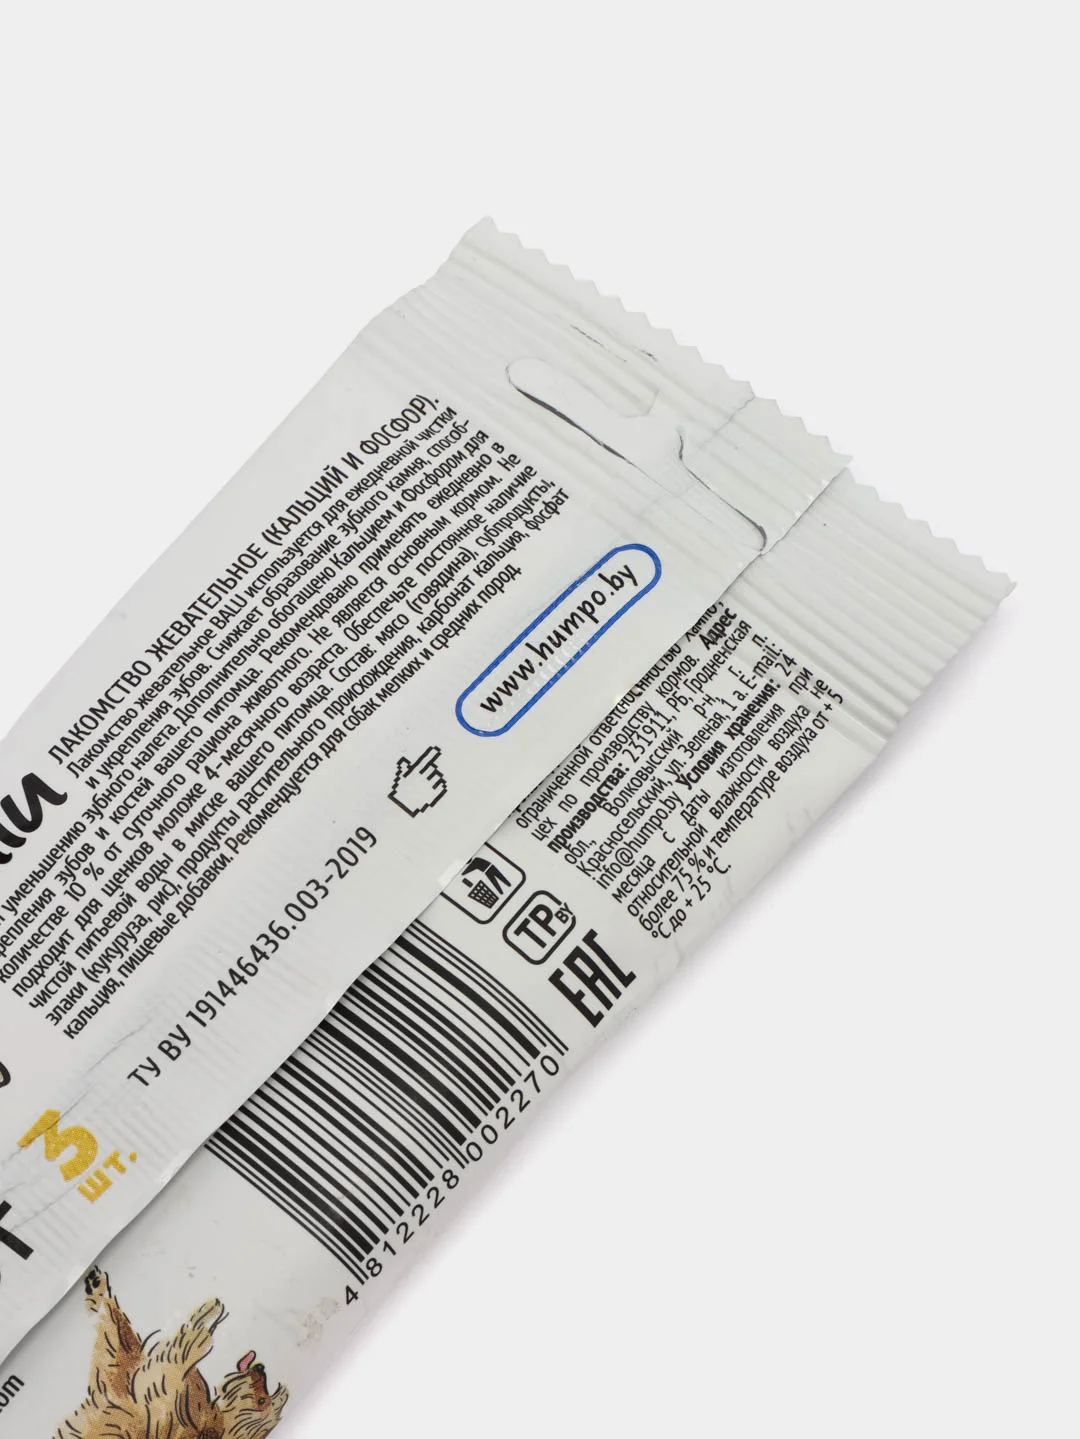 ЛАКОМСТВО ЖЕВАТЕЛЬНОЕ (КАЛЬЦИЙ И ФОСФОР).
Лакомство жевательное BALU используется для ежедневной чистки
и укрепления зубов. Снижает образование зубного камня, способ-
уменьшению зубного налета. Дополнительно обогащено Кальцием и Фосфором для
репления зубов и костей вашего питомца. Рекомендовано применять ежедневно в
количестве 10 % от суточного рациона животного. Не является основным кормом. Не
подходит для щенков моложе 4-месячного возраста. Обеспечьте постоянное наличие
чистой питьевой воды в миске вашего питомца. Состав: мясо (говядина), субпродукты,
злаки (кукуруза, рис), продукты растительного происхождения, карбонат кальция, фосфат
кальция, пищевые добавки. Рекомендуется для собак мелких и средних пород
www.humpo.by
ТУ BY 191446436.003-2019
3
шт.
ограниченной ответственностью
цех по производству кормов. Адрес
производства: 231911, РБ, Гродненская
обл., Волковысский р-н, г. п.
Красносельский, ул. Зеленая, 1 а. E-mail:
info@humpo.by Условия хранения: 24
месяца с даты изготовления при
относительной влажности воздуха не
более 75 % и температуре воздуха от + 5
°С до + 25 °С.
ТР
BY
EAC
4 812228 002270